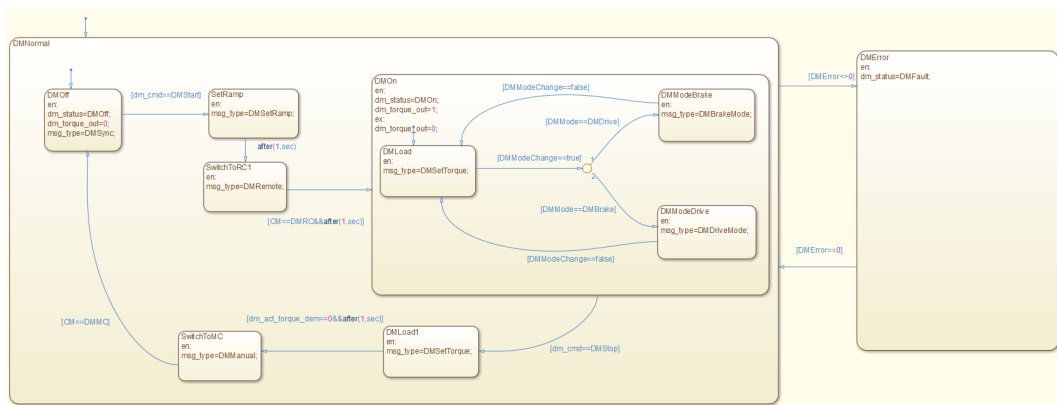 DMNormal
DMOff
en:
dm_status=DMOff;
dm_torque_out=0;
msg_type=DMSync;
[dm_cmd==DMStart]
SetRamp
en:
msg_type=DMSetRamp;
after(1,sec)
SwitchToRC1
en:
msg_type=DMRemote;
[CM==DMRC&&after(1,sec)]
DMOn
en:
dm_status=DMOn;
dm_torque_out=1;
ex:
dm_torque_out=0;
DMLoad
en:
msg_type=DMSetTorque;
[DMModeChange==false]
[DMModeChange==true]
[DMMode==DMDrive]
1
2
[DMMode==DMBrake]
[DMModeChange==false]
DMModeBrake
en:
msg_type=DMBrakeMode;
DMModeDrive
en:
msg_type=DMDriveMode;
[dm_cmd==DMStop]
DMLoad1
en:
msg_type=DMSetTorque;
[dm_act_torque_dem==0&&after(1,sec)]
SwitchToMC
en:
msg_type=DMManual;
[CM==DMMC]
[DMError<>0]
[DMError==0]
DMError
en:
dm_status=DMFault;